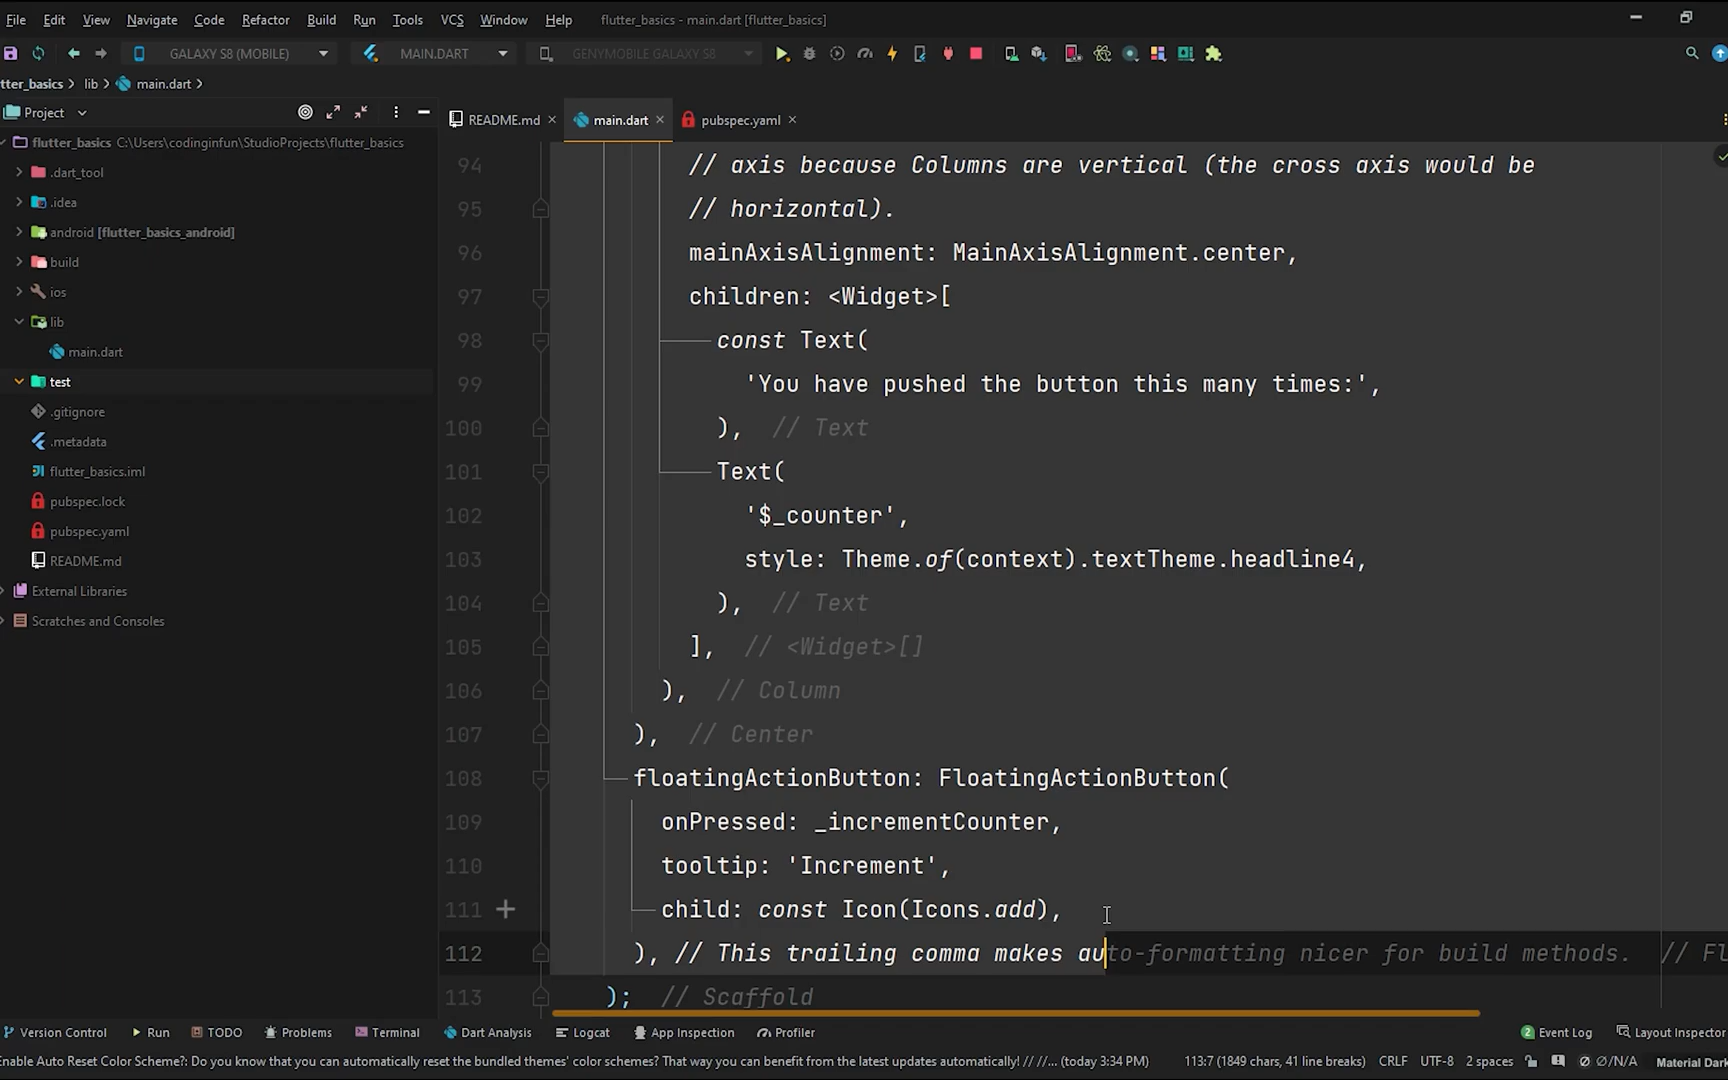 File Edit View Navigate Code Refactor Build Run Tools VCS Window Help flutter_basics - main.dart [flutter_basics]
GALAXY S8 (MOBILE) MAIN.DART GENYMOBILE GALAXY S8
tter_basics > lib > main.dart >
Project
README.md main.dart pubspec.yaml
flutter_basics C:\Users\codinginfun\StudioProjects\flutter_basics
.dart_tool
.idea
android [flutter_basics_android]
build
ios
lib
main.dart
test
.gitignore
.metadata
flutter_basics.iml
pubspec.lock
pubspec.yaml
README.md
External Libraries
Scratches and Consoles
94 // axis because Columns are vertical (the cross axis would be
95 // horizontal).
96 mainAxisAlignment: MainAxisAlignment.center,
97 children: <Widget>[
98 const Text(
99 'You have pushed the button this many times:',
100 ), // Text
101 Text(
102 '$_counter',
103 style: Theme.of(context).textTheme.headline4,
104 ), // Text
105 ], // <Widget>[]
106 ), // Column
107 ), // Center
108 floatingActionButton: FloatingActionButton(
109 onPressed: _incrementCounter,
110 tooltip: 'Increment',
111 child: const Icon(Icons.add),
112 ), // This trailing comma makes auto-formatting nicer for build methods. // Fl
113 ); // Scaffold
Version Control Run TODO Problems Terminal Dart Analysis Logcat App Inspection Profiler 2 Event Log Layout Inspector
Enable Auto Reset Color Scheme?: Do you know that you can automatically reset the bundled themes' color schemes? That way you can benefit from the latest updates automatically! // //... (today 3:34 PM) 113:7 (1849 chars, 41 line breaks) CRLF UTF-8 2 spaces Ø/N/A Material Dark